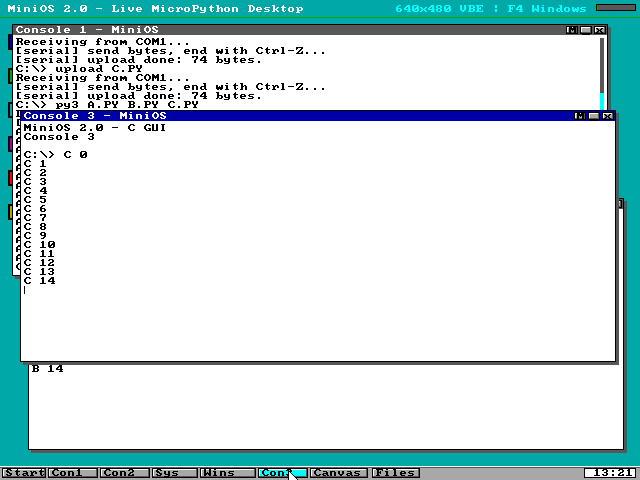 MiniOS 2.0 - Live MicroPython Desktop
640x480 VBE | F4 Windows
Console 1 - MiniOS
Receiving from COM1...
[serial] send bytes, end with Ctrl-Z...
[serial] upload done: 74 bytes.
C:\> upload C.PY
Receiving from COM1...
[serial] send bytes, end with Ctrl-Z...
[serial] upload done: 74 bytes.
C:\> py3 A.PY B.PY C.PY
Console 3 - MiniOS
MiniOS 2.0 - C GUI
Console 3
C:\> C 0
C 1
C 2
C 3
C 4
C 5
C 6
C 7
C 8
C 9
C 10
C 11
C 12
C 13
C 14
B 14
Start Con1 Con2 Sys Wins Con3 Canvas Files 13:21